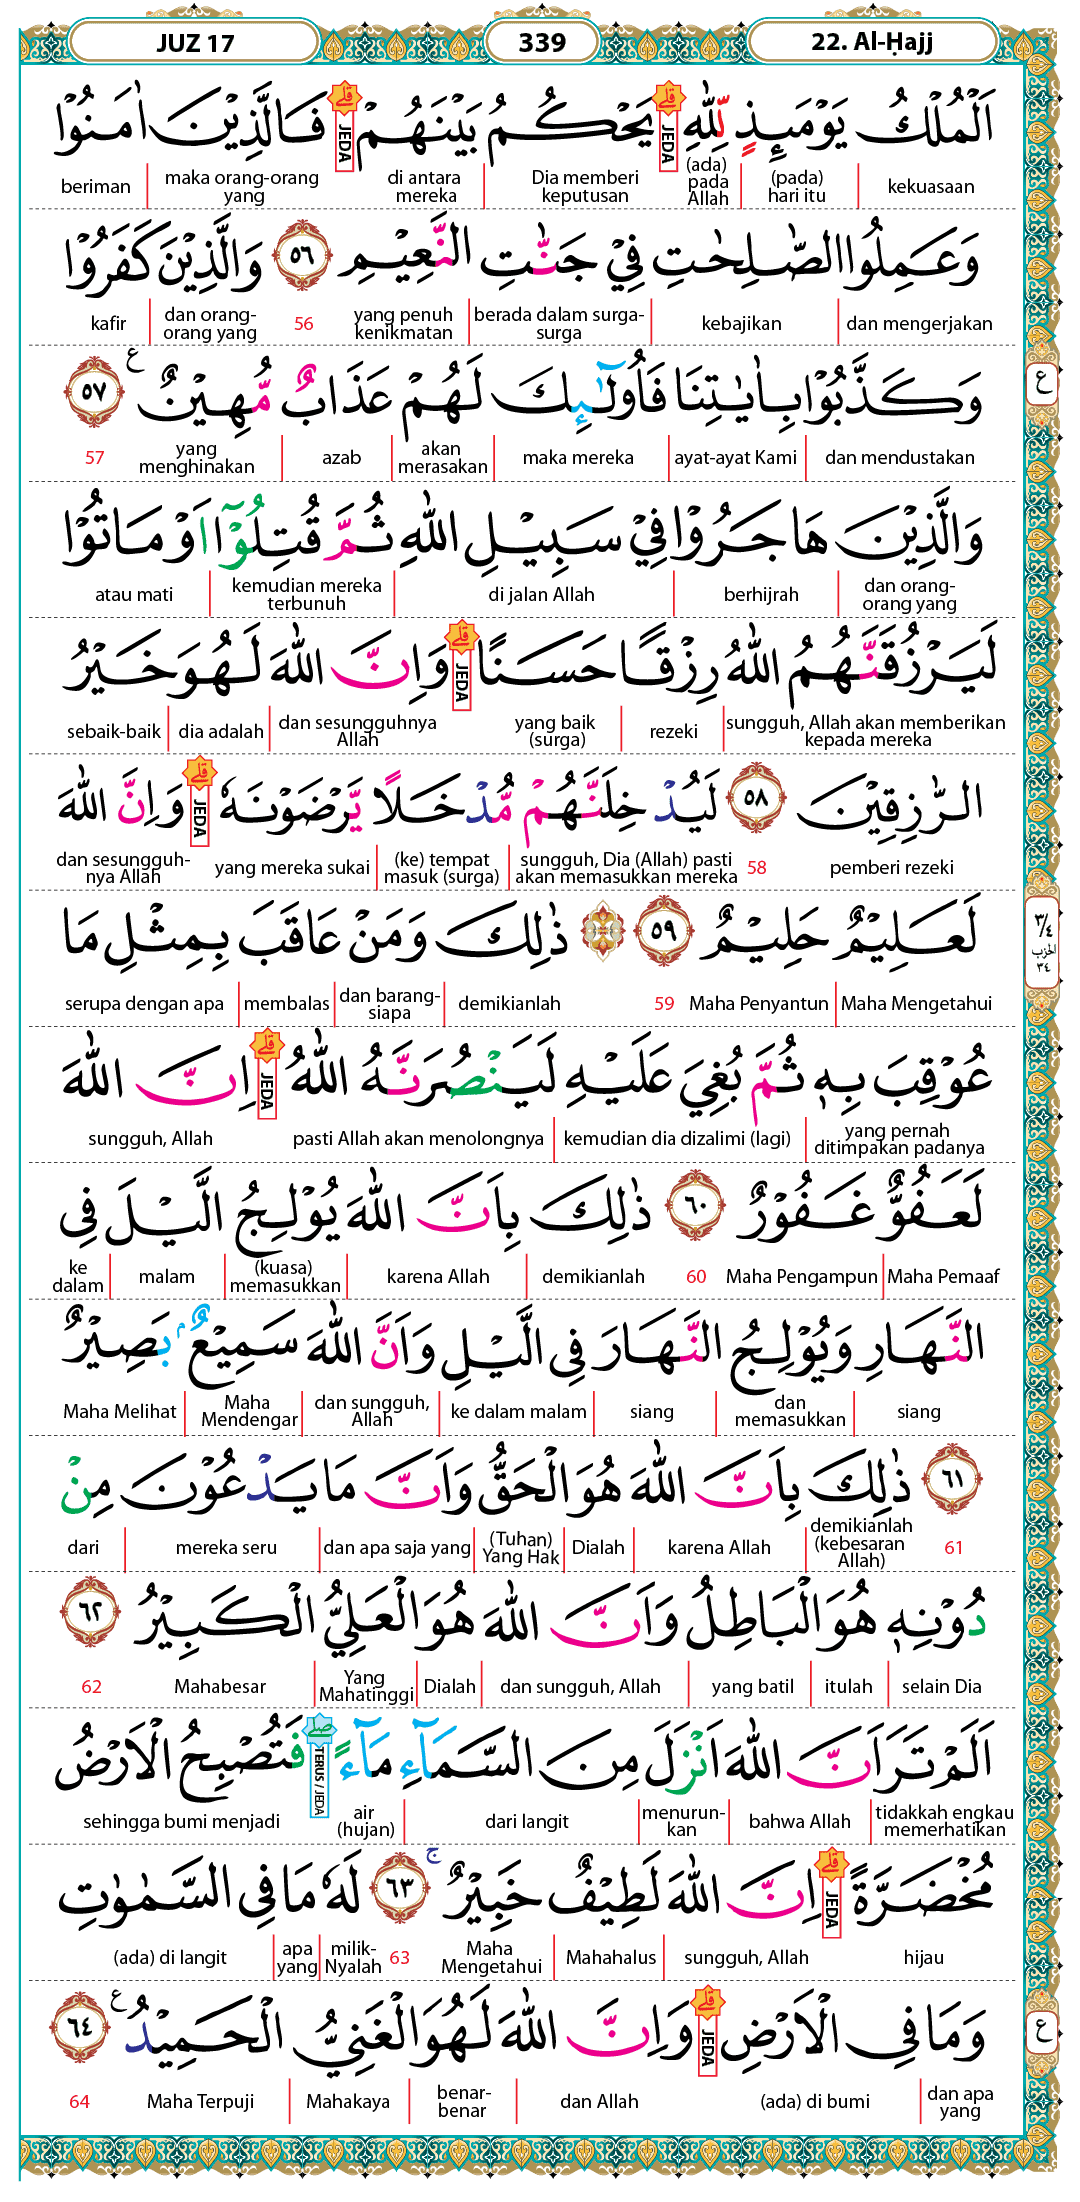 JUZ 17 339 22. Al-Ḥajj
اَلْمُلْكُ يَوْمَىِٕذٍ لِّلّٰهِ ۗ يَحْكُمُ بَيْنَهُمْ ۗ فَالَّذِيْنَ اٰمَنُوْا
JEDA JEDA
kekuasaan (pada) hari itu (ada) pada Allah Dia memberi keputusan di antara mereka maka orang-orang yang beriman
وَعَمِلُوا الصّٰلِحٰتِ فِيْ جَنّٰتِ النَّعِيْمِ ٥٦ وَالَّذِيْنَ كَفَرُوْا
dan mengerjakan kebajikan berada dalam surga-surga yang penuh kenikmatan 56 dan orang-orang yang kafir
وَكَذَّبُوْا بِاٰيٰتِنَا فَاُولٰۤىِٕكَ لَهُمْ عَذَابٌ مُّهِيْنٌ ࣖ ٥٧
ع
dan mendustakan ayat-ayat Kami maka mereka akan merasakan azab yang menghinakan 57
وَالَّذِيْنَ هَاجَرُوْا فِيْ سَبِيْلِ اللّٰهِ ثُمَّ قُتِلُوْٓا اَوْ مَاتُوْا
dan orang-orang yang berhijrah di jalan Allah kemudian mereka terbunuh atau mati
لَيَرْزُقَنَّهُمُ اللّٰهُ رِزْقًا حَسَنًا ۗ وَاِنَّ اللّٰهَ لَهُوَ خَيْرُ
JEDA
sungguh, Allah akan memberikan kepada mereka rezeki yang baik (surga) dan sesungguhnya Allah dia adalah sebaik-baik
الرّٰزِقِيْنَ ٥٨ لَيُدْخِلَنَّهُمْ مُّدْخَلًا يَّرْضَوْنَهٗ ۗ وَاِنَّ اللّٰهَ
JEDA
pemberi rezeki 58 sungguh, Dia (Allah) pasti akan memasukkan mereka (ke) tempat masuk (surga) yang mereka sukai dan sesungguh-nya Allah
لَعَلِيْمٌ حَلِيْمٌ ٥٩ ۞ ذٰلِكَ وَمَنْ عَاقَبَ بِمِثْلِ مَا
٣/٤ الحزب ٣٤
Maha Mengetahui Maha Penyantun 59 demikianlah dan barang-siapa membalas serupa dengan apa
عُوْقِبَ بِهٖ ثُمَّ بُغِيَ عَلَيْهِ لَيَنْصُرَنَّهُ اللّٰهُ ۗ اِنَّ اللّٰهَ
JEDA
yang pernah ditimpakan padanya kemudian dia dizalimi (lagi) pasti Allah akan menolongnya sungguh, Allah
لَعَفُوٌّ غَفُوْرٌ ٦٠ ذٰلِكَ بِاَنَّ اللّٰهَ يُوْلِجُ الَّيْلَ فِى
Maha Pemaaf Maha Pengampun 60 demikianlah karena Allah (kuasa) memasukkan malam ke dalam
النَّهَارِ وَيُوْلِجُ النَّهَارَ فِى الَّيْلِ وَاَنَّ اللّٰهَ سَمِيْعٌۢ بَصِيْرٌ
siang dan memasukkan siang ke dalam malam dan sungguh, Allah Maha Mendengar Maha Melihat
٦١ ذٰلِكَ بِاَنَّ اللّٰهَ هُوَ الْحَقُّ وَاَنَّ مَا يَدْعُوْنَ مِنْ
61 demikianlah (kebesaran Allah) karena Allah Dialah (Tuhan) Yang Hak dan apa saja yang mereka seru dari
دُوْنِهٖ هُوَ الْبَاطِلُ وَاَنَّ اللّٰهَ هُوَ الْعَلِيُّ الْكَبِيْرُ ٦٢
selain Dia itulah yang batil dan sungguh, Allah Dialah Yang Mahatinggi Mahabesar 62
اَلَمْ تَرَ اَنَّ اللّٰهَ اَنْزَلَ مِنَ السَّمَاۤءِ مَاۤءً ۖ فَتُصْبِحُ الْاَرْضُ
TERUS / JEDA
tidakkah engkau memerhatikan bahwa Allah menurun-kan dari langit air (hujan) sehingga bumi menjadi
مُخْضَرَّةً ۗ اِنَّ اللّٰهَ لَطِيْفٌ خَبِيْرٌ ۚ ٦٣ لَهٗ مَا فِى السَّمٰوٰتِ
JEDA
hijau sungguh, Allah Mahahalus Maha Mengetahui 63 milik-Nyalah apa yang (ada) di langit
وَمَا فِى الْاَرْضِ ۗ وَاِنَّ اللّٰهَ لَهُوَ الْغَنِيُّ الْحَمِيْدُ ࣖ ٦٤
JEDA
ع
dan apa yang (ada) di bumi dan Allah benar-benar Mahakaya Maha Terpuji 64